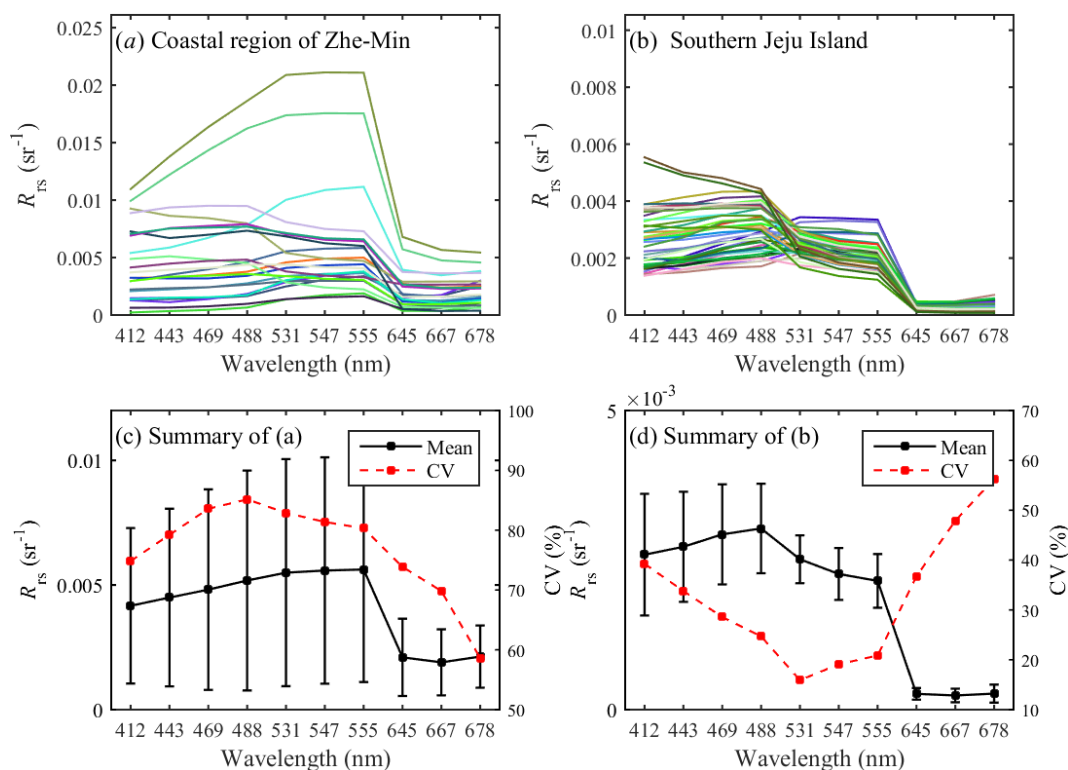 (a) Coastal region of Zhe-Min
0.025
0.02
0.015
0.01
0.005
0
Rrs (sr-1)
412 443 469 488 531 547 555 645 667 678
Wavelength (nm)
(b) Southern Jeju Island
0.01
0.008
0.006
0.004
0.002
0
Rrs (sr-1)
412 443 469 488 531 547 555 645 667 678
Wavelength (nm)
(c) Summary of (a)
Mean
CV
0.01
0.005
0
Rrs (sr-1)
100
90
80
70
60
50
CV (%)
412 443 469 488 531 547 555 645 667 678
Wavelength (nm)
×10-3
(d) Summary of (b)
Mean
CV
5
0
Rrs (sr-1)
70
60
50
40
30
20
10
CV (%)
412 443 469 488 531 547 555 645 667 678
Wavelength (nm)